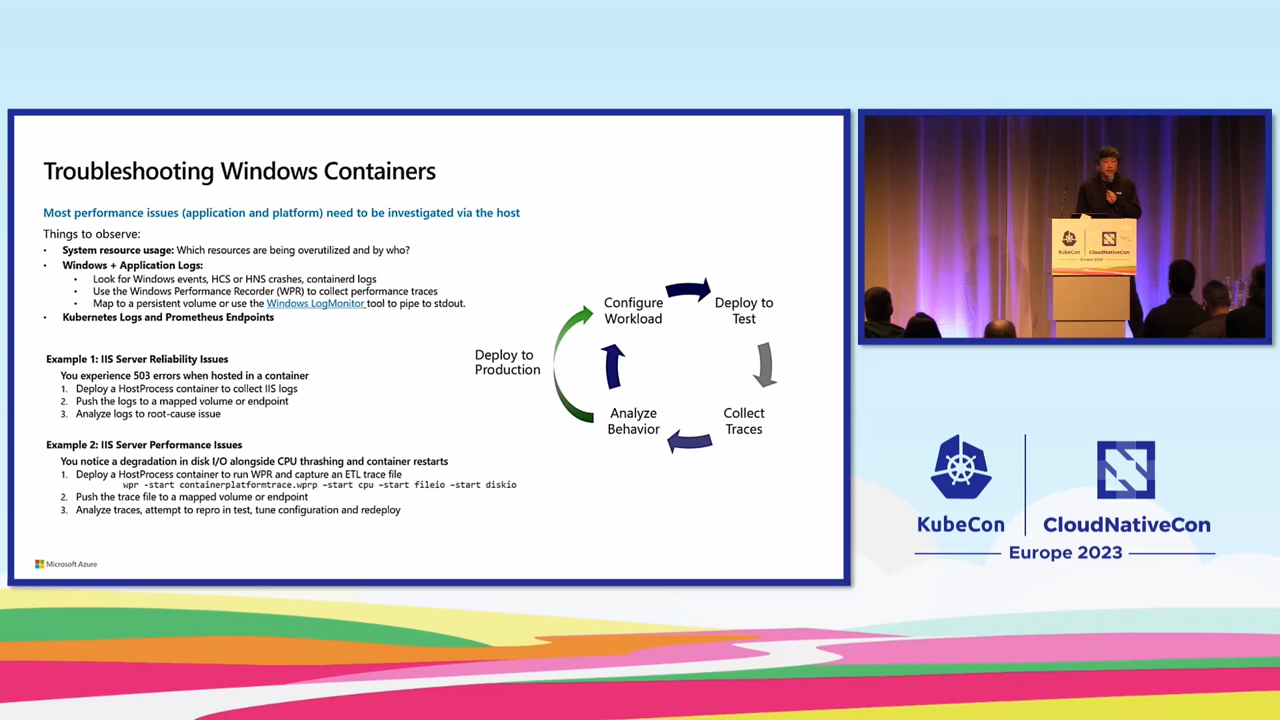 Troubleshooting Windows Containers
Most performance issues (application and platform) need to be investigated via the host
Things to observe:
• System resource usage: Which resources are being overutilized and by who?
• Windows + Application Logs:
• Look for Windows events, HCS or HNS crashes, containerd logs
• Use the Windows Performance Recorder (WPR) to collect performance traces
• Map to a persistent volume or use the Windows LogMonitor tool to pipe to stdout.
• Kubernetes Logs and Prometheus Endpoints
Example 1: IIS Server Reliability Issues
You experience 503 errors when hosted in a container
1. Deploy a HostProcess container to collect IIS logs
2. Push the logs to a mapped volume or endpoint
3. Analyze logs to root-cause issue
Example 2: IIS Server Performance Issues
You notice a degradation in disk I/O alongside CPU thrashing and container restarts
1. Deploy a HostProcess container to run WPR and capture an ETL trace file
wpr -start containerplatformtrace.wprp -start cpu -start fileio -start diskio
2. Push the trace file to a mapped volume or endpoint
3. Analyze traces, attempt to repro in test, tune configuration and redeploy
Configure
Workload
Deploy to
Test
Deploy to
Production
Analyze
Behavior
Collect
Traces
Microsoft Azure
KubeCon
CloudNativeCon
Europe 2023
KubeCon
CloudNativeCon
Europe 2023